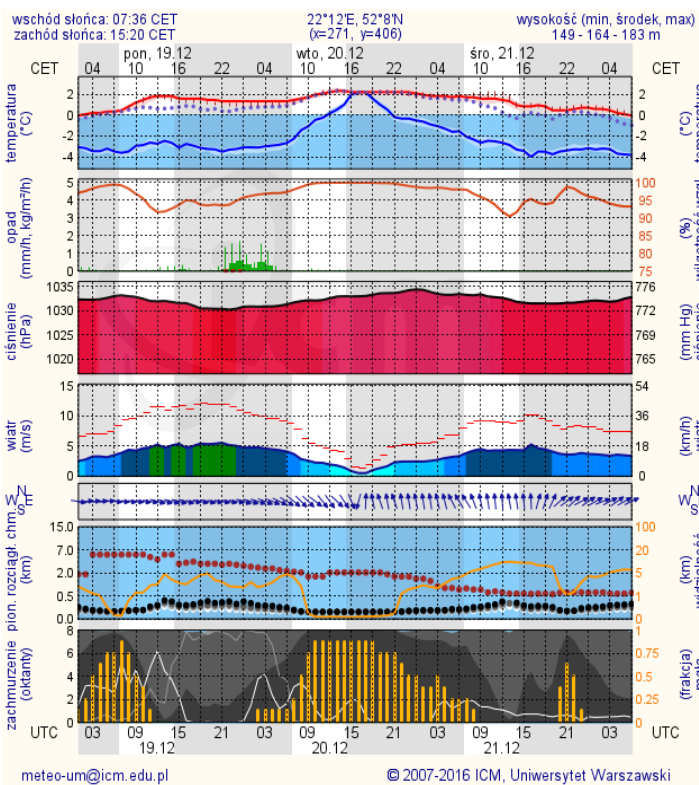 wschód słońca: 07:36 CET 22°12'E, 52°8'N wysokość (min, środek, max)
zachód słońca: 15:20 CET (x=271, y=406) 149 - 164 - 183 m
pon, 19.12 wto, 20.12 śro, 21.12
CET 04 10 16 22 04 10 16 22 04 10 16 22 04 CET
temperatura
(°C)
2
0
-2
-4
2
0
-2
-4
(°C)
opad
(mm/h, kg/m²/h)
5
4
3
2
1
0
100
95
90
85
80
75
(%)
ciśnienie
(hPa)
1035
1030
1025
1020
776
772
769
765
(mm Hg)
ciśnienie
wiatr
(m/s)
15
10
5
0
54
36
18
0
(km/h)
N
W E
S
N
W
S
pion. rozciągł. chm.
(km)
15.0
7.0
2.0
0.5
0.0
100
20
5
1
0
(km)
zachmurzenie
(oktanty)
8
6
4
2
0
1
0.75
0.5
0.25
0
(frakcja
UTC 03 09 15 21 03 09 15 21 03 09 15 21 03 UTC
19.12 20.12 21.12
meteo-um@icm.edu.pl © 2007-2016 ICM, Uniwersytet Warszawski